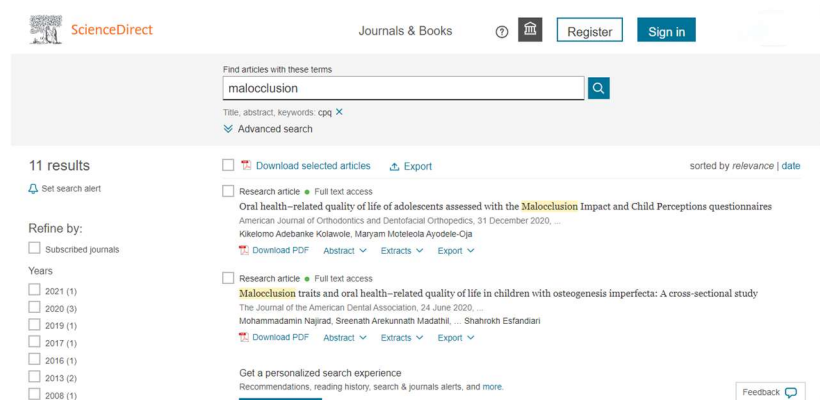 ScienceDirect
Journals & Books
Register
Sign in
Find articles with these terms
malocclusion
Title, abstract, keywords: cpq ×
Advanced search
11 results
Download selected articles
Export
sorted by relevance | date
Set search alert
Research article • Full text access
Oral health–related quality of life of adolescents assessed with the Malocclusion Impact and Child Perceptions questionnaires
American Journal of Orthodontics and Dentofacial Orthopedics, 31 December 2020, ...
Kikelomo Adebanke Kolawole, Maryam Moteleola Ayodele-Oja
Download PDF Abstract Extracts Export
Refine by:
Subscribed journals
Years
2021 (1)
2020 (3)
2019 (1)
2017 (1)
2016 (1)
2013 (2)
2008 (1)
Research article • Full text access
Malocclusion traits and oral health–related quality of life in children with osteogenesis imperfecta: A cross-sectional study
The Journal of the American Dental Association, 24 June 2020, ...
Mohammadamin Najirad, Sreenath Arekunnath Madathil, ... Shahrokh Esfandiari
Download PDF Abstract Extracts Export
Get a personalized search experience
Recommendations, reading history, search & journals alerts, and more.
Feedback